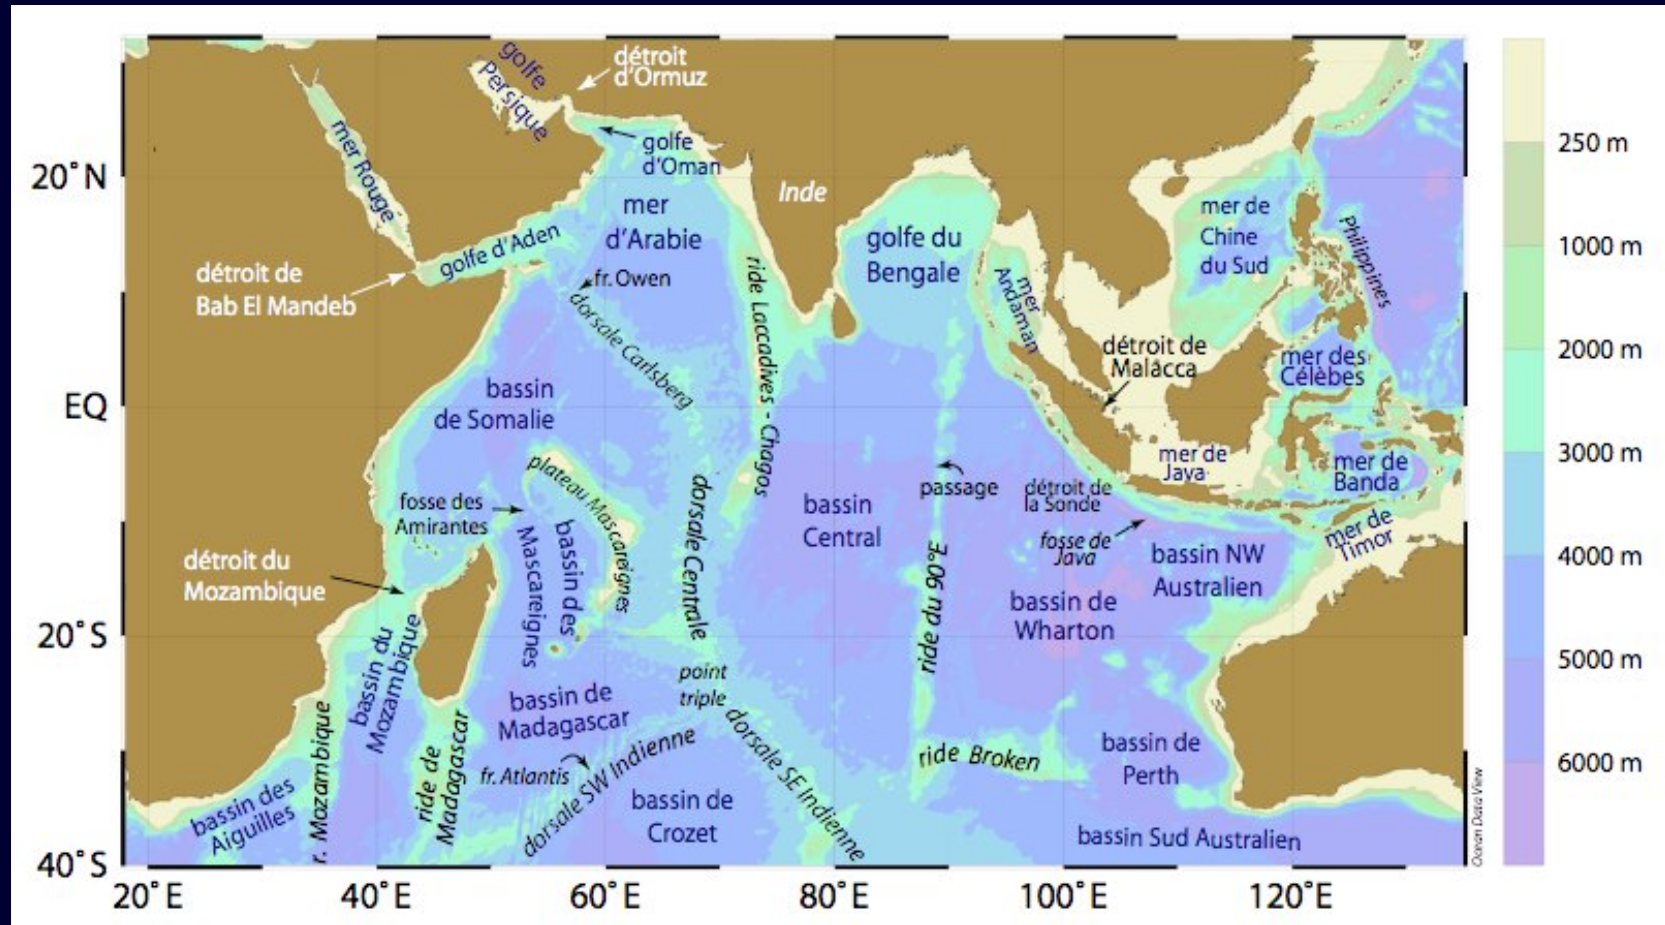 golfe
Persique
détroit
d'Ormuz
golfe
d'Oman
mer Rouge
Inde
mer
d'Arabie
golfe d'Aden
détroit de
Bab El Mandeb
fr. Owen
dorsale Carlsberg
ride Laccadives - Chagos
golfe du
Bengale
mer
Andaman
mer de
Chine
du Sud
Philippines
détroit de
Malacca
mer des
Célèbes
bassin
de Somalie
plateau Mascareignes
fosse des
Amirantes
bassin des
Mascareignes
dorsale Centrale
bassin
Central
passage
ride du 90°E
détroit de
la Sonde
fosse de
Java
mer de
Java
mer de
Banda
mer de
Timor
bassin NW
Australien
bassin de
Wharton
détroit du
Mozambique
bassin du
Mozambique
point
triple
bassin de
Madagascar
r. Mozambique
ride de
Madagascar
fr. Atlantis
dorsale SW Indienne
dorsale SE Indienne
ride Broken
bassin de
Perth
bassin des
Aiguilles
bassin de
Crozet
bassin Sud Australien
20°N
EQ
20°S
40°S
20°E
40°E
60°E
80°E
100°E
120°E
250 m
1000 m
2000 m
3000 m
4000 m
5000 m
6000 m
Ocean Data View